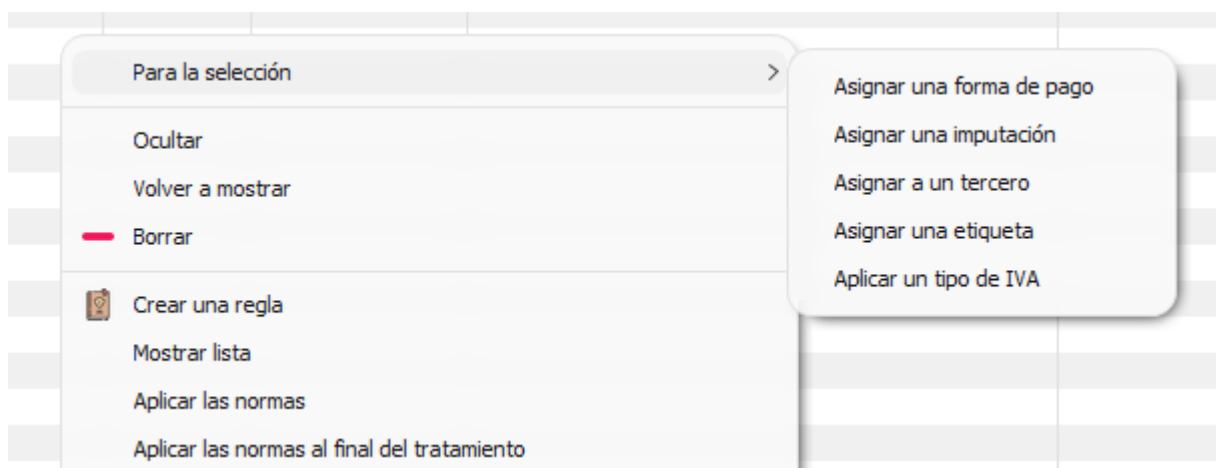 Para la selección
Ocultar
Volver a mostrar
Borrar
Crear una regla
Mostrar lista
Aplicar las normas
Aplicar las normas al final del tratamiento
Asignar una forma de pago
Asignar una imputación
Asignar a un tercero
Asignar una etiqueta
Aplicar un tipo de IVA